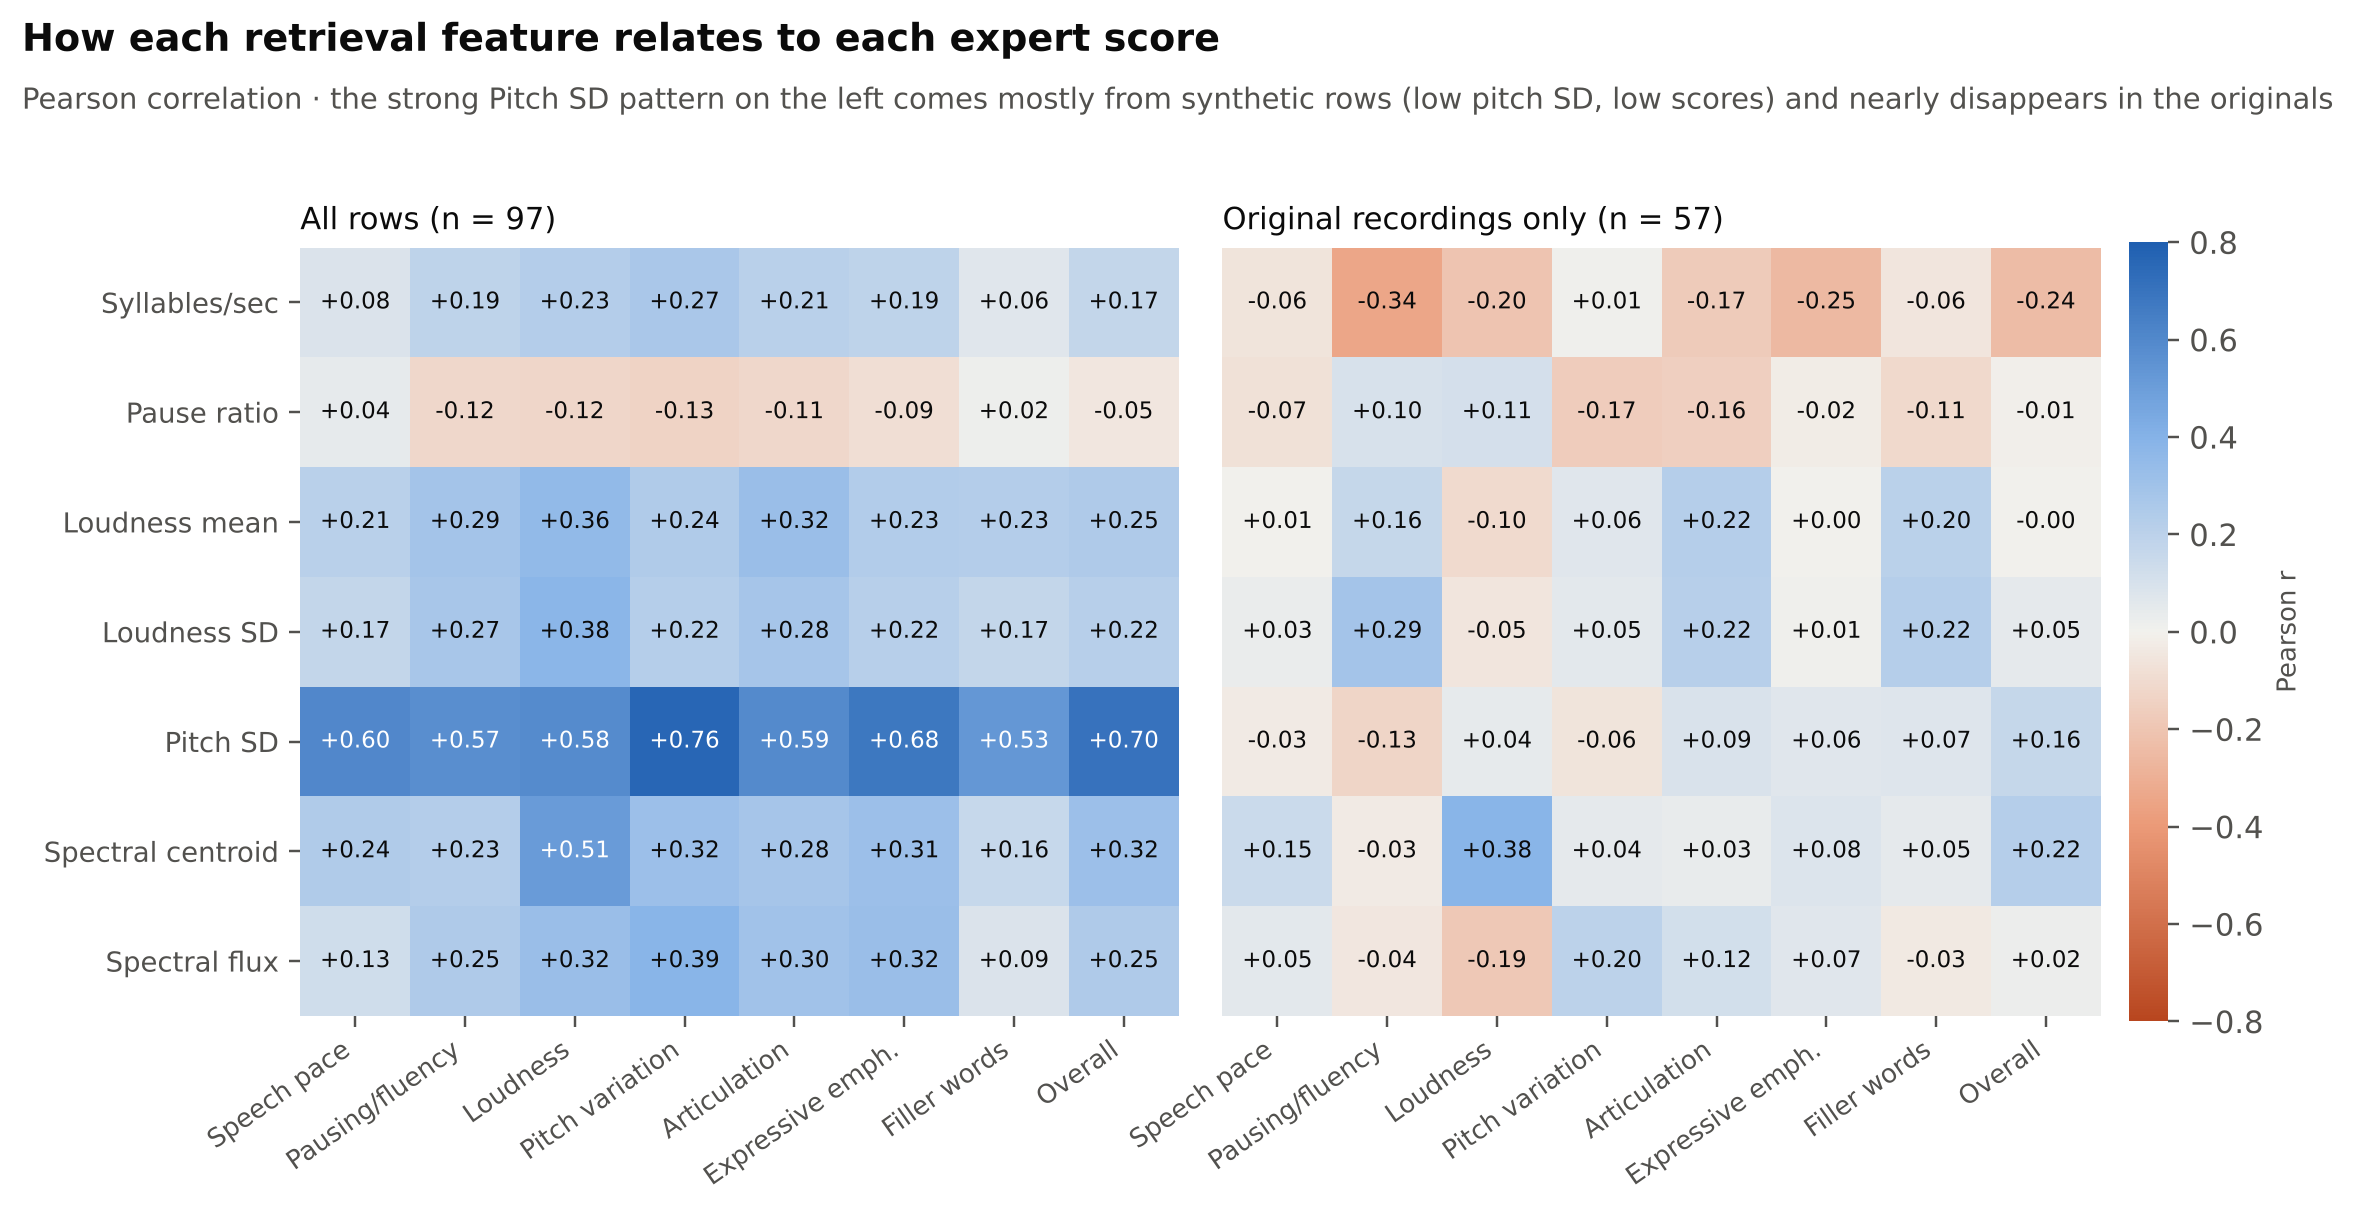 How each retrieval feature relates to each expert score
Pearson correlation · the strong Pitch SD pattern on the left comes mostly from synthetic rows (low pitch SD, low scores) and nearly disappears in the originals
All rows (n = 97)
Original recordings only (n = 57)
Syllables/sec +0.08 +0.19 +0.23 +0.27 +0.21 +0.19 +0.06 +0.17 -0.06 -0.34 -0.20 +0.01 -0.17 -0.25 -0.06 -0.24
Pause ratio +0.04 -0.12 -0.12 -0.13 -0.11 -0.09 +0.02 -0.05 -0.07 +0.10 +0.11 -0.17 -0.16 -0.02 -0.11 -0.01
Loudness mean +0.21 +0.29 +0.36 +0.24 +0.32 +0.23 +0.23 +0.25 +0.01 +0.16 -0.10 +0.06 +0.22 +0.00 +0.20 -0.00
Loudness SD +0.17 +0.27 +0.38 +0.22 +0.28 +0.22 +0.17 +0.22 +0.03 +0.29 -0.05 +0.05 +0.22 +0.01 +0.22 +0.05
Pitch SD +0.60 +0.57 +0.58 +0.76 +0.59 +0.68 +0.53 +0.70 -0.03 -0.13 +0.04 -0.06 +0.09 +0.06 +0.07 +0.16
Spectral centroid +0.24 +0.23 +0.51 +0.32 +0.28 +0.31 +0.16 +0.32 +0.15 -0.03 +0.38 +0.04 +0.03 +0.08 +0.05 +0.22
Spectral flux +0.13 +0.25 +0.32 +0.39 +0.30 +0.32 +0.09 +0.25 +0.05 -0.04 -0.19 +0.20 +0.12 +0.07 -0.03 +0.02
Speech pace
Pausing/fluency
Loudness
Pitch variation
Articulation
Expressive emph.
Filler words
Overall
Speech pace
Pausing/fluency
Loudness
Pitch variation
Articulation
Expressive emph.
Filler words
Overall
0.8
0.6
0.4
0.2
0.0
−0.2
−0.4
−0.6
−0.8
Pearson r